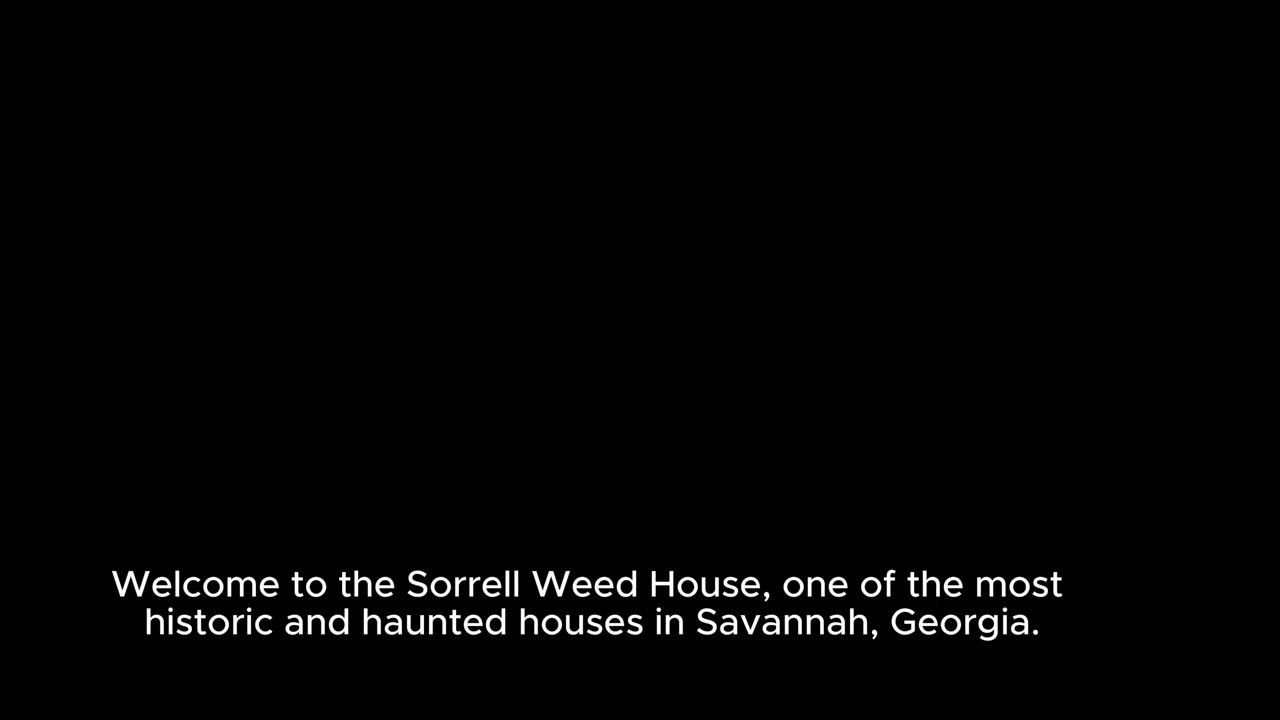 Welcome to the Sorrell Weed House, one of the most
historic and haunted houses in Savannah, Georgia.